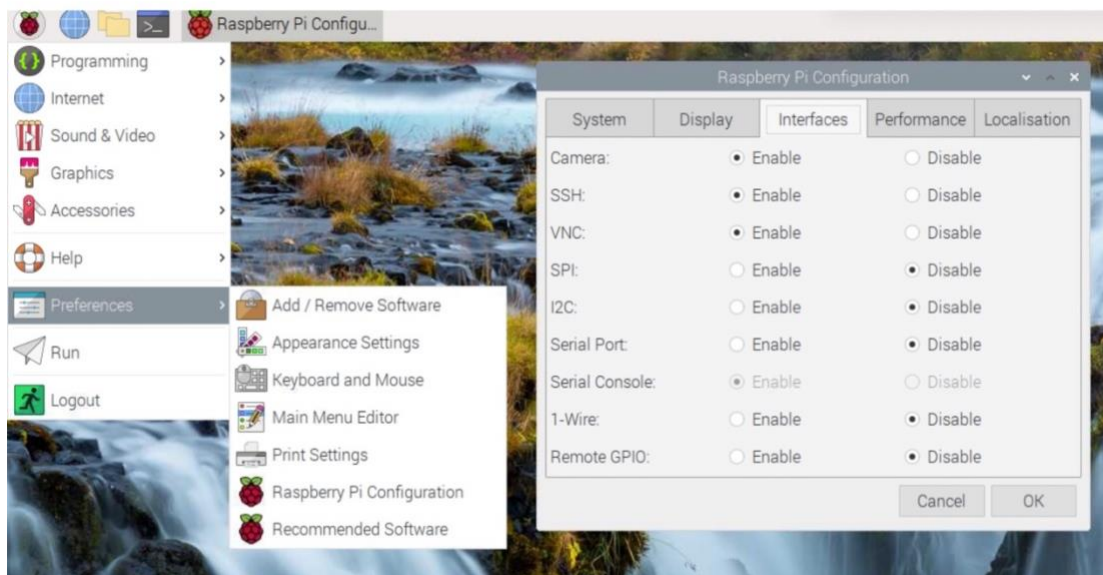 Raspberry Pi Configu...
Programming
Internet
Sound & Video
Graphics
Accessories
Help
Preferences
Run
Logout
Add / Remove Software
Appearance Settings
Keyboard and Mouse
Main Menu Editor
Print Settings
Raspberry Pi Configuration
Recommended Software
Raspberry Pi Configuration
System Display Interfaces Performance Localisation
Camera: Enable Disable
SSH: Enable Disable
VNC: Enable Disable
SPI: Enable Disable
I2C: Enable Disable
Serial Port: Enable Disable
Serial Console: Enable Disable
1-Wire: Enable Disable
Remote GPIO: Enable Disable
Cancel OK